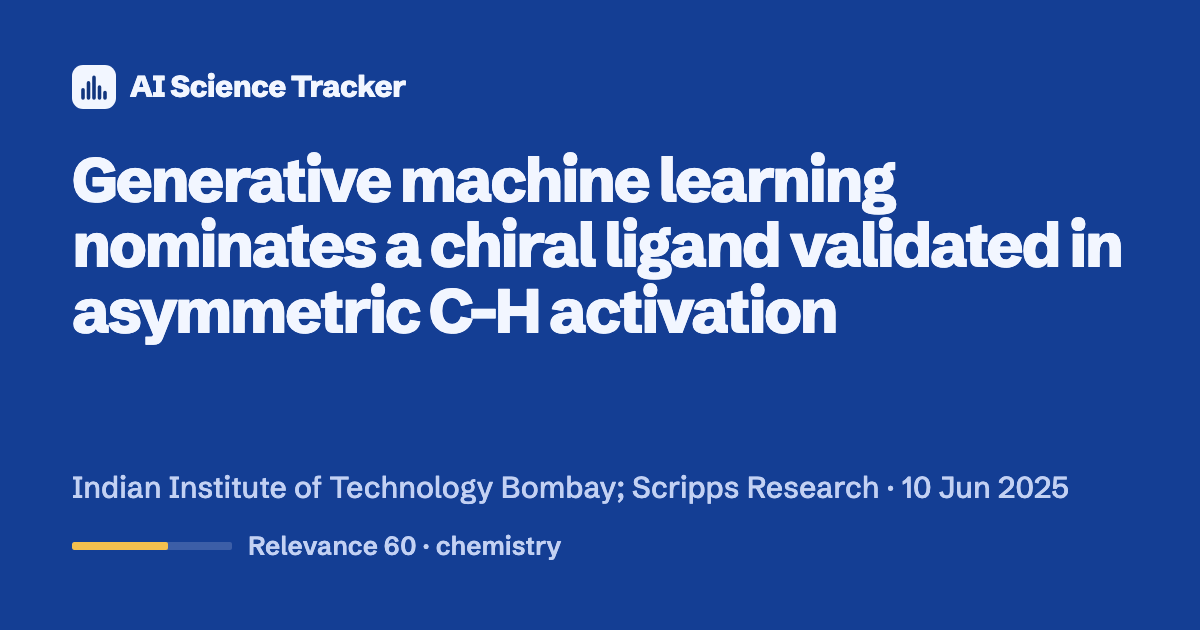 AI Science Tracker
Generative machine learning
nominates a chiral ligand validated in
asymmetric C–H activation
Indian Institute of Technology Bombay; Scripps Research · 10 Jun 2025
Relevance 60 · chemistry